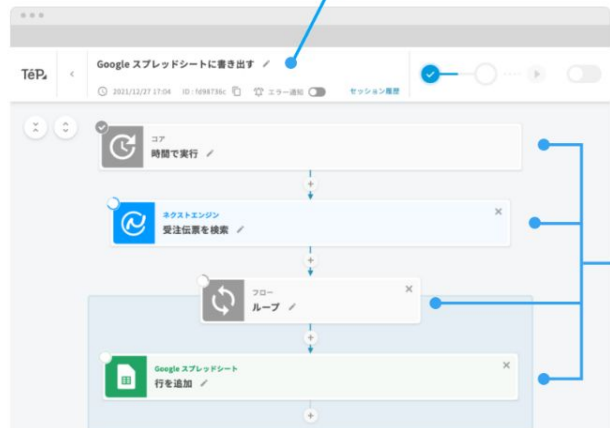 TēP
Google スプレッドシートに書き出す
2021/12/27 17:04 ID:fd98736c エラー通知 セッション履歴
コア
時間で実行
ネクストエンジン
受注伝票を検索
フロー
ループ
Google スプレッドシート
行を追加